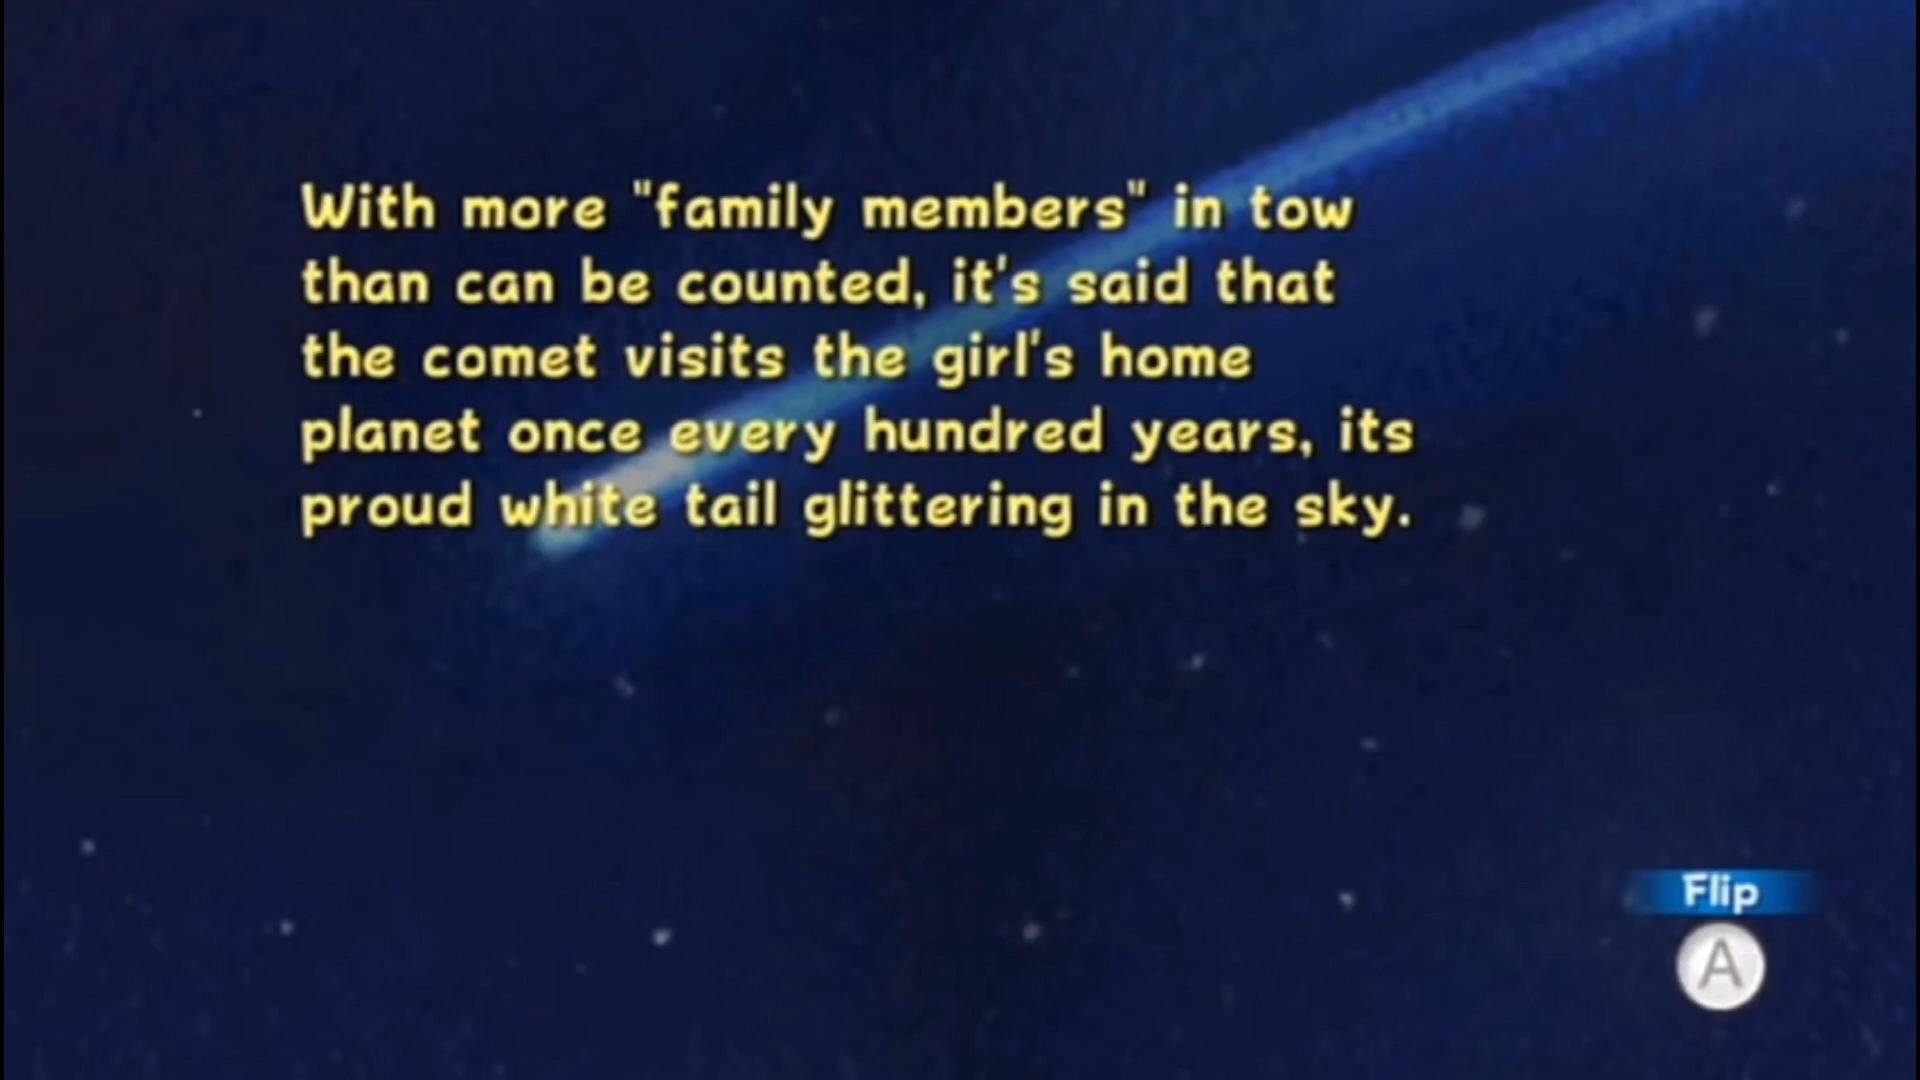 With more "family members" in tow
than can be counted, it's said that
the comet visits the girl's home
planet once every hundred years, its
proud white tail glittering in the sky.
Flip
A